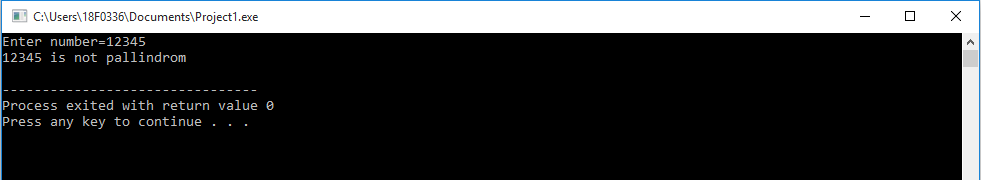 C:\Users\18F0336\Documents\Project1.exe
Enter number=12345
12345 is not pallindrom
--------------------------------
Process exited with return value 0
Press any key to continue . . .